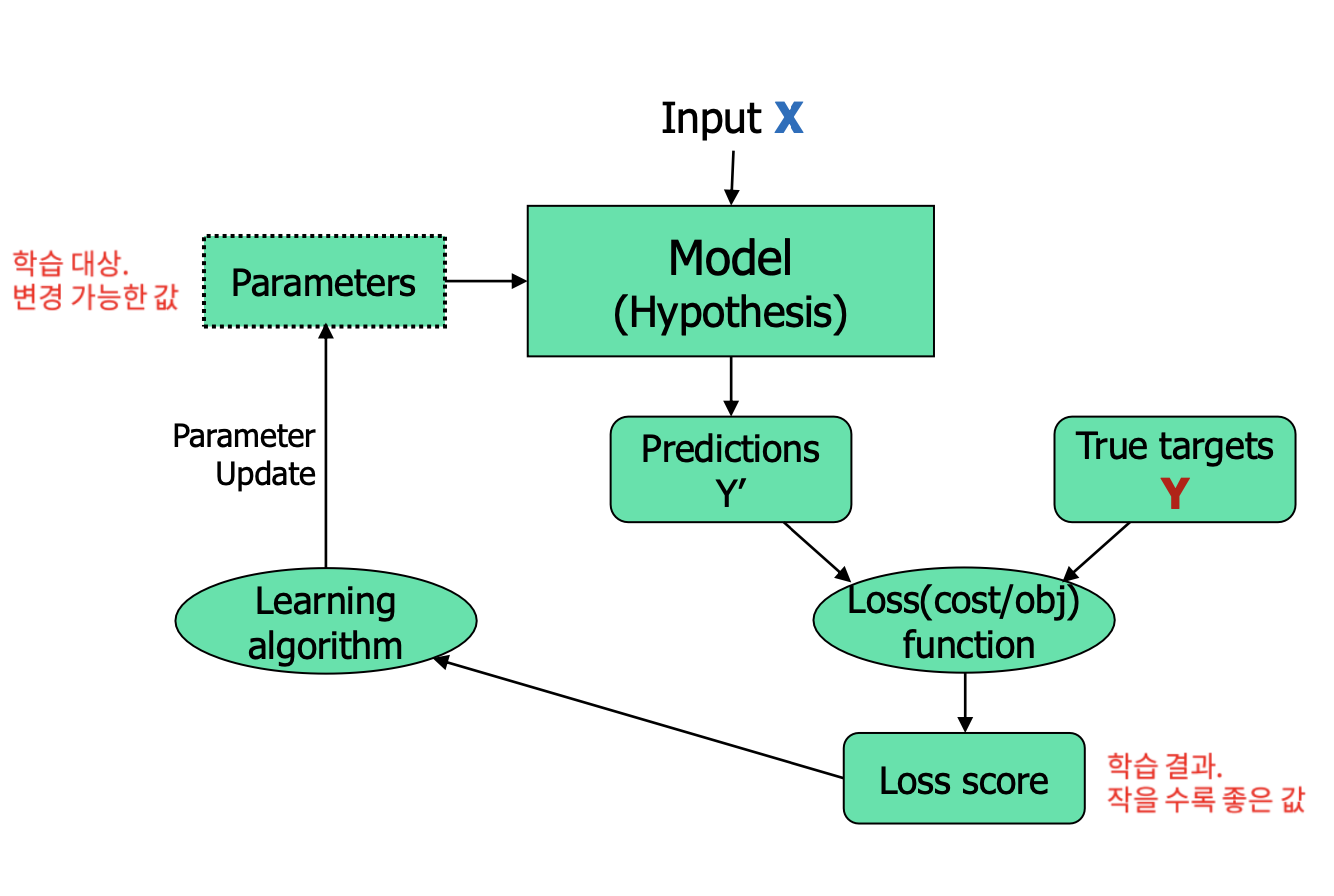 Input X
Model
(Hypothesis)
학습 대상.
변경 가능한 값
Parameters
Parameter
Update
Predictions
Y′
True targets
Y
Learning
algorithm
Loss(cost/obj)
function
Loss score
학습 결과.
작을 수록 좋은 값